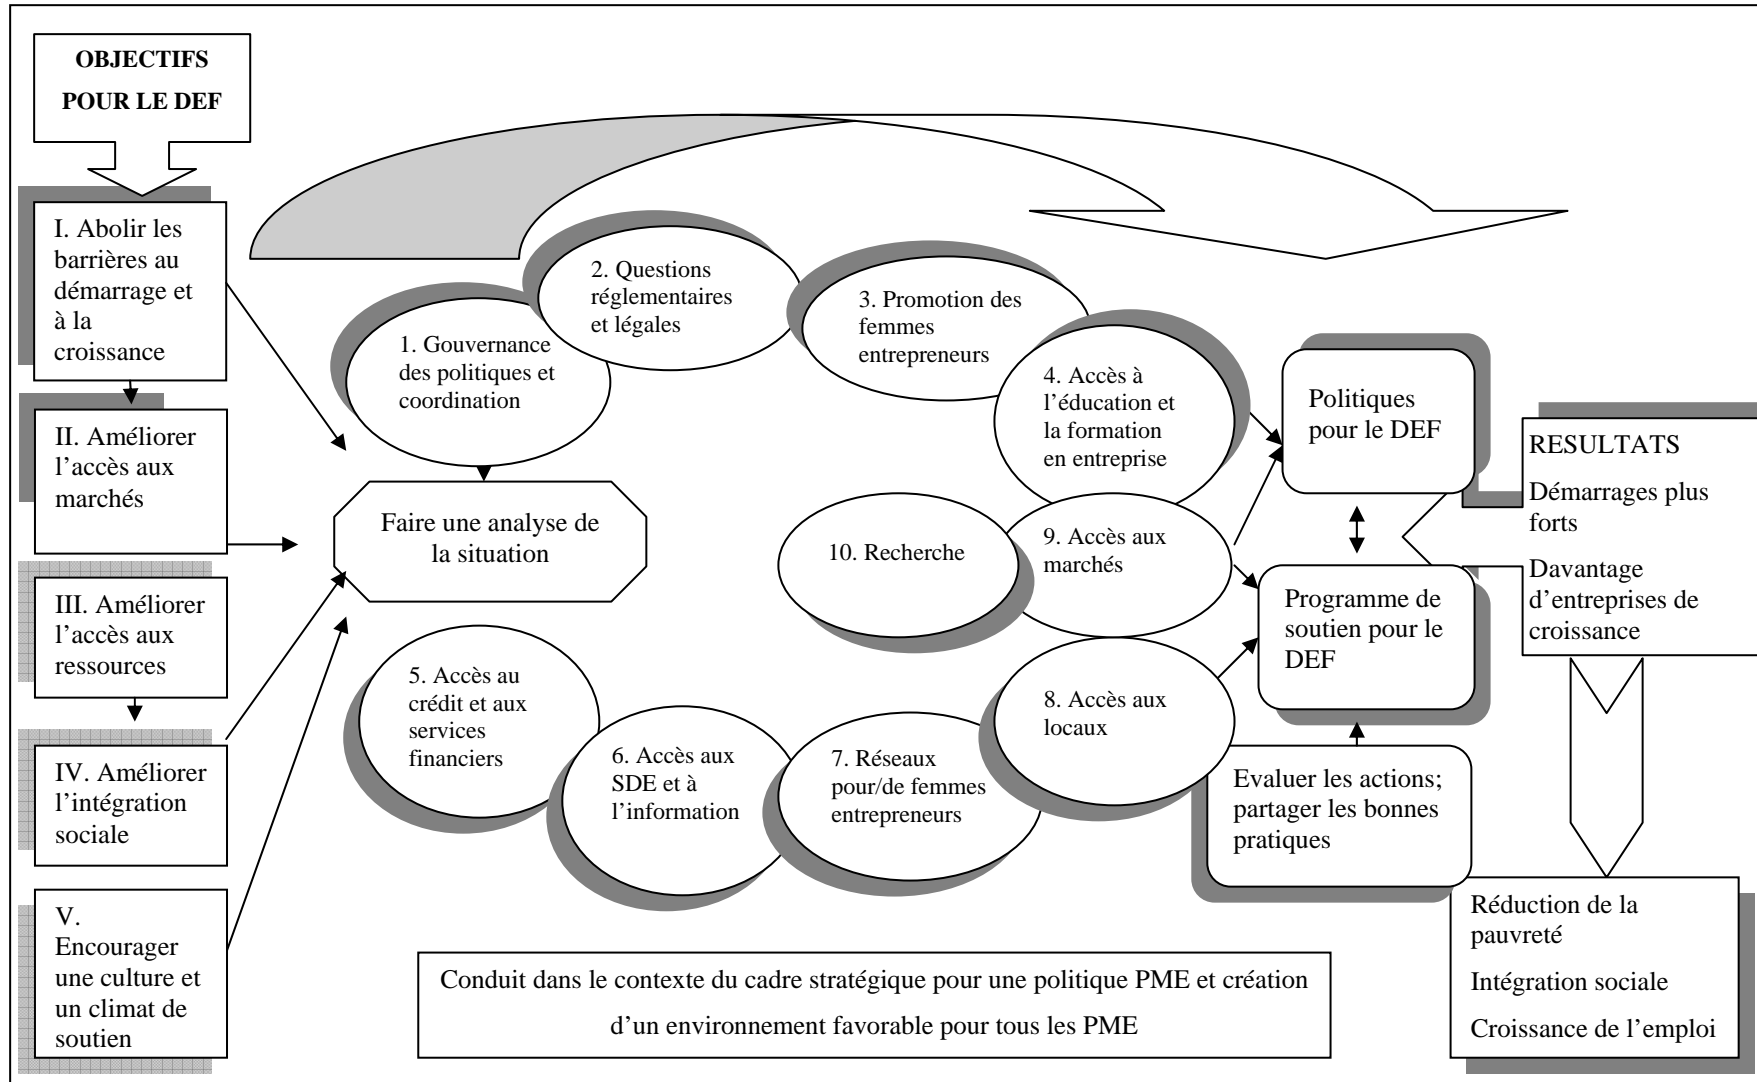 OBJECTIFS
POUR LE DEF
I. Abolir les
barrières au
démarrage et
à la
croissance
II. Améliorer
l’accès aux
marchés
III. Améliorer
l’accès aux
ressources
IV. Améliorer
l’intégration
sociale
V.
Encourager
une culture et
un climat de
soutien
1. Gouvernance
des politiques et
coordination
2. Questions
réglementaires
et légales
3. Promotion des
femmes
entrepreneurs
4. Accès à
l’éducation et
la formation
en entreprise
Faire une analyse de
la situation
10. Recherche
9. Accès aux
marchés
5. Accès au
crédit et aux
services
financiers
6. Accès aux
SDE et à
l’information
7. Réseaux
pour/de femmes
entrepreneurs
8. Accès aux
locaux
Politiques
pour le DEF
Programme de
soutien pour le
DEF
Evaluer les actions;
partager les bonnes
pratiques
RESULTATS
Démarrages plus
forts
Davantage
d’entreprises de
croissance
Réduction de la
pauvreté
Intégration sociale
Croissance de l’emploi
Conduit dans le contexte du cadre stratégique pour une politique PME et création
d’un environnement favorable pour tous les PME